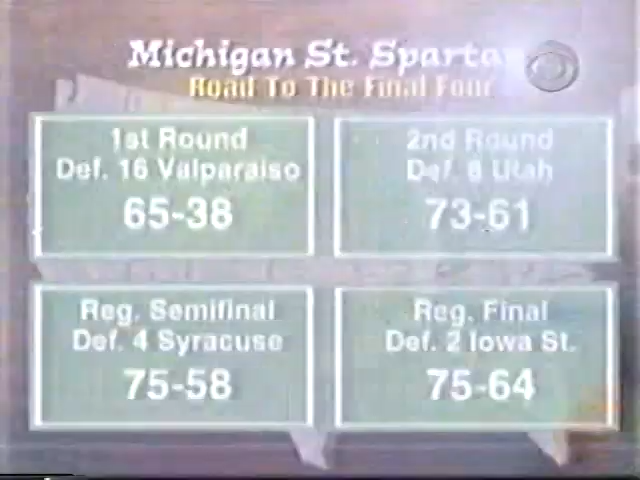 Michigan St. Spartans
Road To The Final Four
1st Round
Def. 16 Valparaiso
65-38
2nd Round
Def. 8 Utah
73-61
Reg. Semifinal
Def. 4 Syracuse
75-58
Reg. Final
Def. 2 Iowa St.
75-64